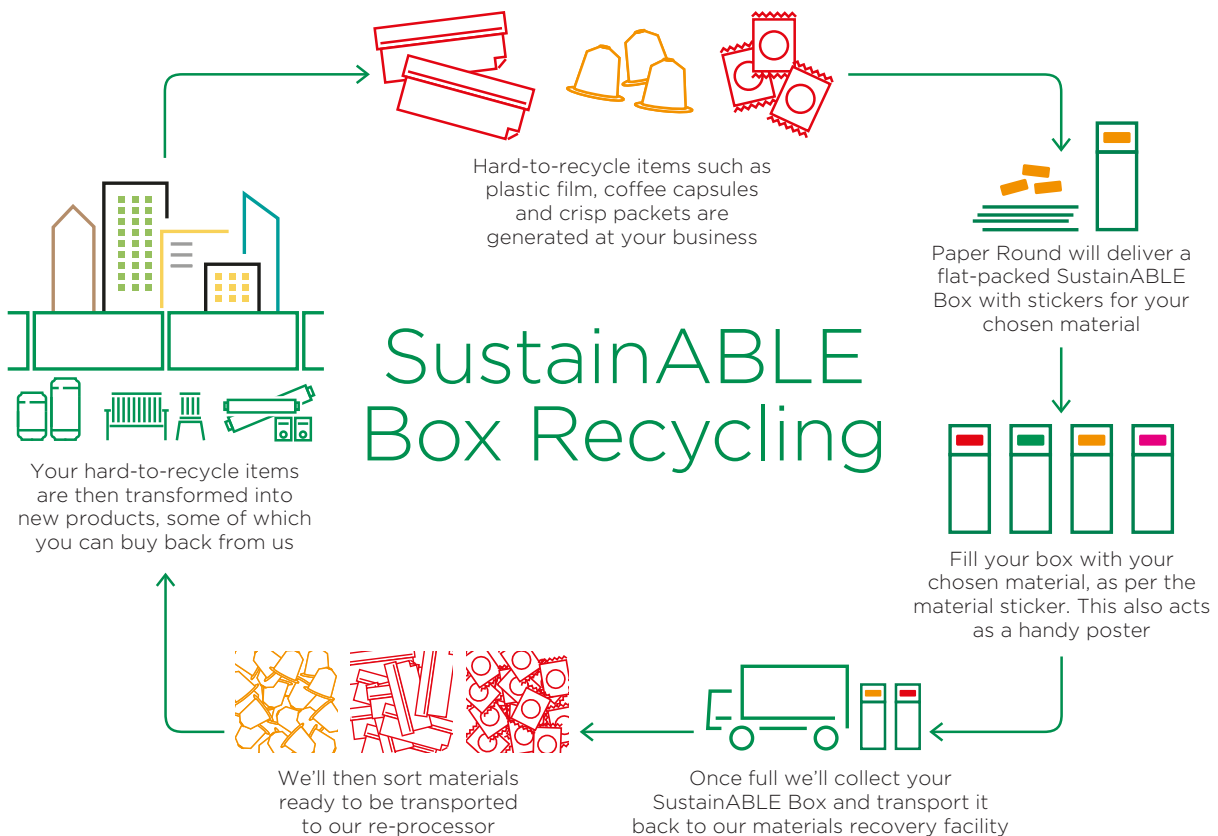 Hard-to-recycle items such as
plastic film, coffee capsules
and crisp packets are
generated at your business
Paper Round will deliver a
flat-packed SustainABLE
Box with stickers for your
chosen material
SustainABLE
Box Recycling
Fill your box with your
chosen material, as per the
material sticker. This also acts
as a handy poster
Once full we’ll collect your
SustainABLE Box and transport it
back to our materials recovery facility
We’ll then sort materials
ready to be transported
to our re-processor
Your hard-to-recycle items
are then transformed into
new products, some of which
you can buy back from us